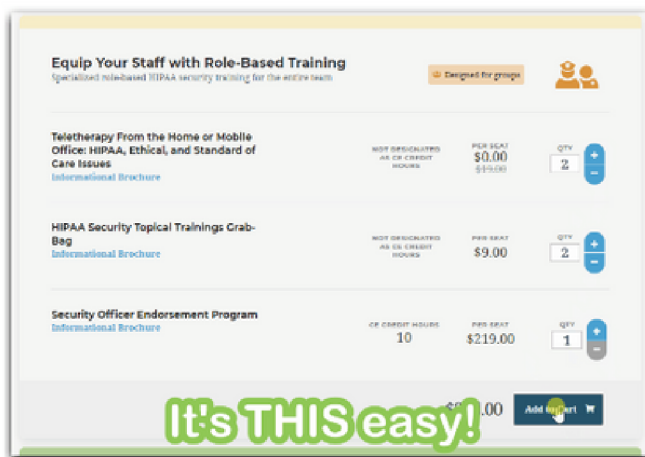 Equip Your Staff with Role-Based Training
Specialized role-based HIPAA security training for the entire team
Designed for groups
Teletherapy From the Home or Mobile
Office: HIPAA, Ethical, and Standard of
Care Issues
Informational Brochure
NOT DESIGNATED
AS CE CREDIT
HOURS
PER SEAT
$0.00
$19.00
QTY
2
+
-
HIPAA Security Topical Trainings Grab-
Bag
Informational Brochure
NOT DESIGNATED
AS CE CREDIT
HOURS
PER SEAT
$9.00
QTY
2
+
-
Security Officer Endorsement Program
Informational Brochure
CE CREDIT HOURS
10
PER SEAT
$219.00
QTY
1
+
-
.00
Add to cart
It's THIS easy!